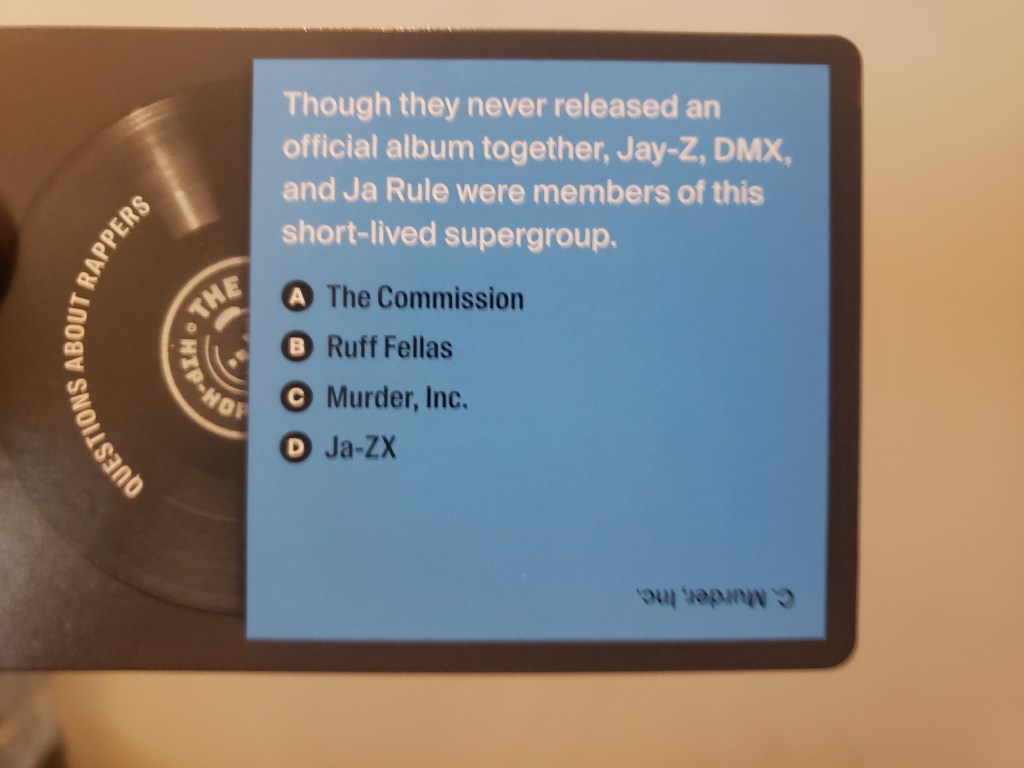 Though they never released an
official album together, Jay-Z, DMX,
and Ja Rule were members of this
short-lived supergroup.
A The Commission
B Ruff Fellas
C Murder, Inc.
D Ja-ZX
C. Murder, Inc.
QUESTIONS ABOUT RAPPERS
THE
HIP-HOP